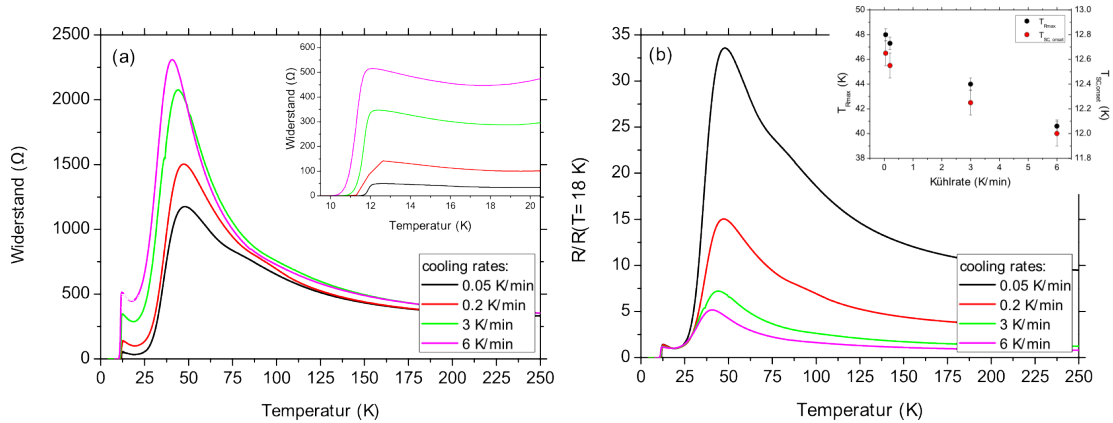 (a)
Widerstand (Ω)
2500
2000
1500
1000
500
0
0 25 50 75 100 125 150 175 200 225 250
Temperatur (K)
Widerstand (Ω)
600
500
400
300
200
100
0
10 12 14 16 18 20
Temperatur (K)
cooling rates:
0.05 K/min
0.2 K/min
3 K/min
6 K/min
(b)
R/R(T= 18 K)
35
30
25
20
15
10
5
0
0 25 50 75 100 125 150 175 200 225 250
Temperatur (K)
cooling rates:
0.05 K/min
0.2 K/min
3 K/min
6 K/min
T_Rmax (K)
50
48
46
44
42
40
38
0 1 2 3 4 5 6
Kühlrate (K/min)
13.0
12.8
12.6
12.4
12.2
12.0
11.8
T_SC,onset (K)
T_Rmax
T_SC, onset